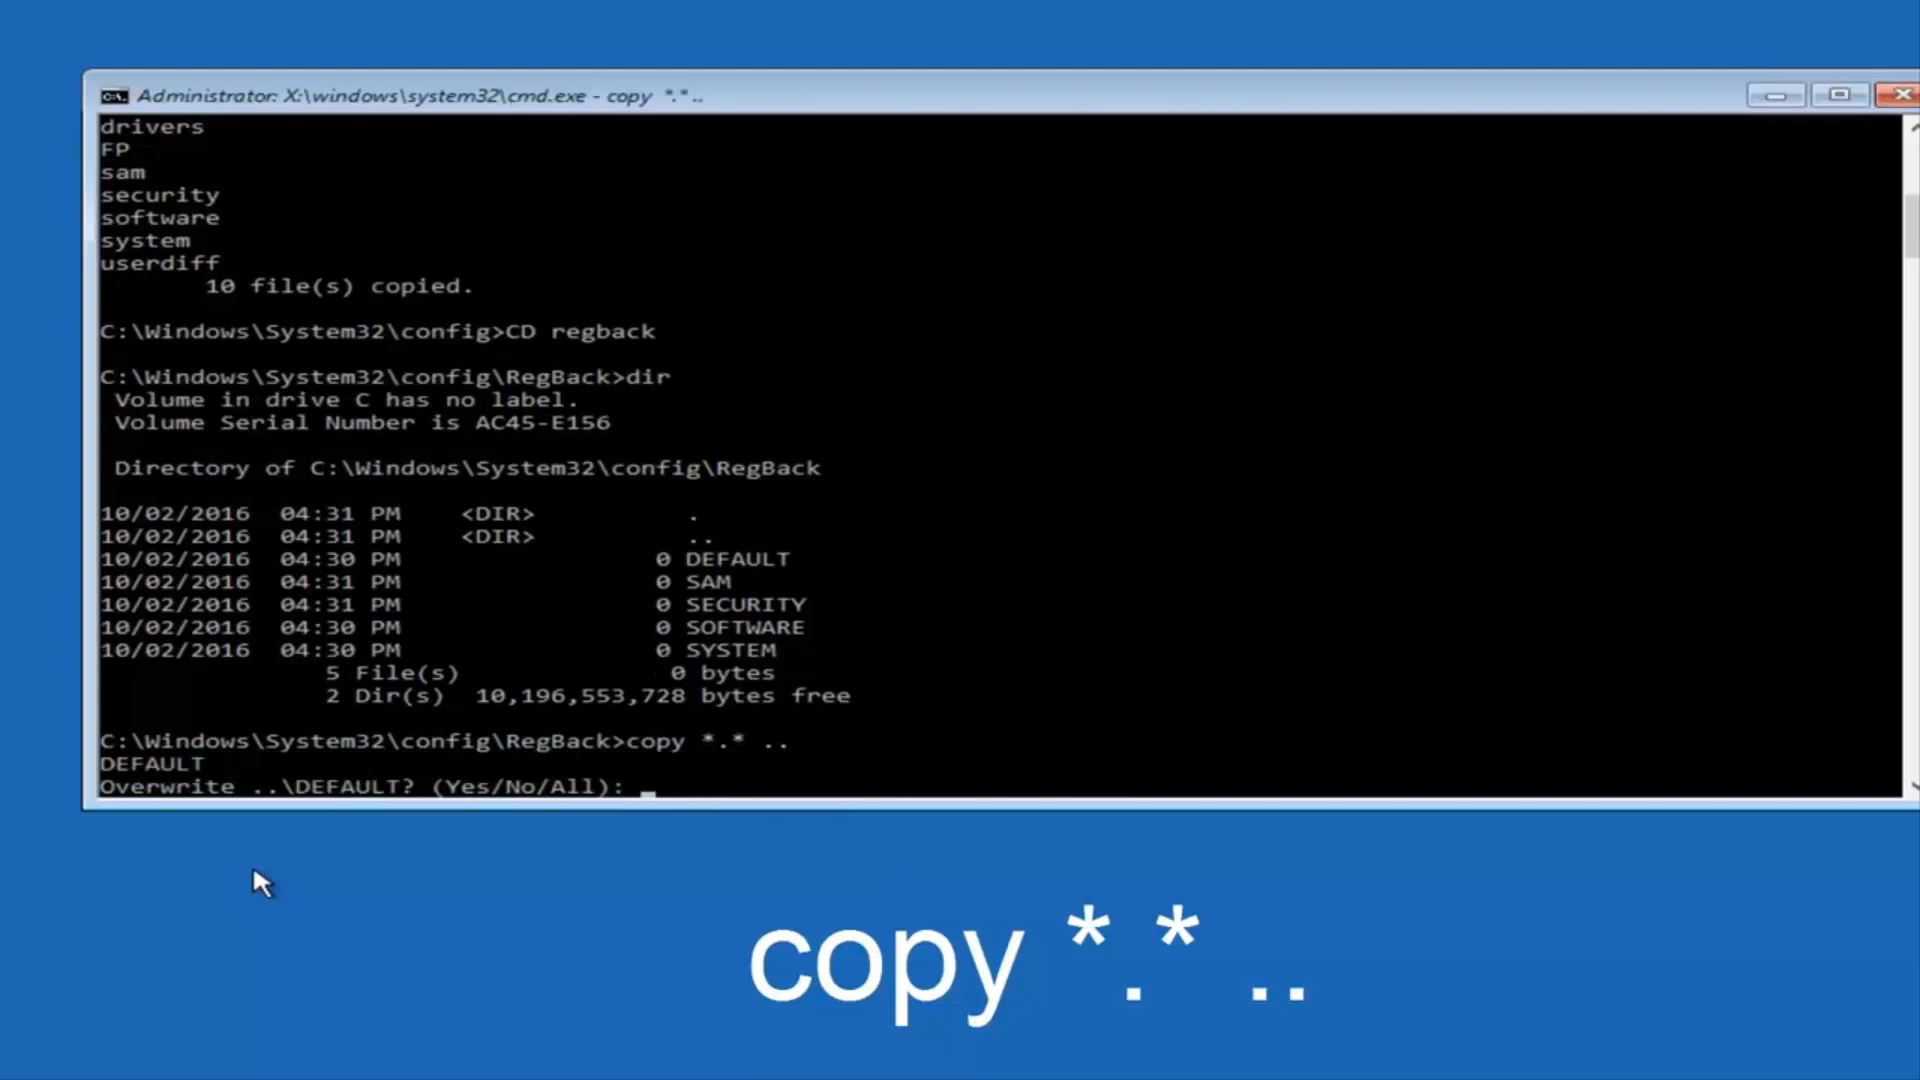 Administrator: X:\windows\system32\cmd.exe - copy *.* ..
drivers
FP
sam
security
software
system
userdiff
10 file(s) copied.
C:\Windows\System32\config>CD regback
C:\Windows\System32\config\RegBack>dir
Volume in drive C has no label.
Volume Serial Number is AC45-E156
Directory of C:\Windows\System32\config\RegBack
10/02/2016 04:31 PM <DIR> .
10/02/2016 04:31 PM <DIR> ..
10/02/2016 04:30 PM 0 DEFAULT
10/02/2016 04:31 PM 0 SAM
10/02/2016 04:31 PM 0 SECURITY
10/02/2016 04:30 PM 0 SOFTWARE
10/02/2016 04:30 PM 0 SYSTEM
5 File(s) 0 bytes
2 Dir(s) 10,196,553,728 bytes free
C:\Windows\System32\config\RegBack>copy *.* ..
DEFAULT
Overwrite ..\DEFAULT? (Yes/No/All): _
copy *.* ..